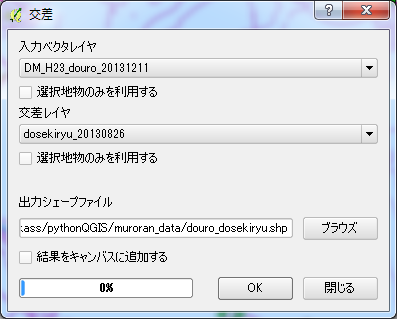 交差
入力ベクタレイヤ
DM_H23_douro_20131211
選択地物のみを利用する
交差レイヤ
dosekiryu_20130826
選択地物のみを利用する
出力シェープファイル
:ass/pythonQGIS/muroran_data/douro_dosekiryu.shp
ブラウズ
結果をキャンバスに追加する
0%
OK
閉じる